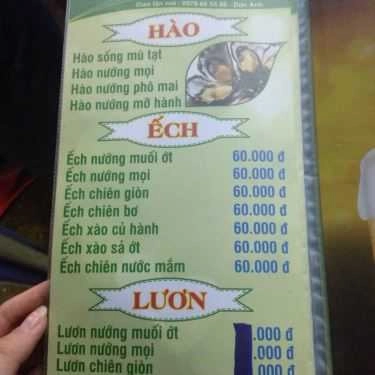 HÀO
Hào sống mù tạt
Hào nướng mọi
Hào nướng phô mai
Hào nướng mỡ hành
ẾCH
Ếch nướng muối ớt 60.000 đ
Ếch nướng mọi 60.000 đ
Ếch chiên giòn 60.000 đ
Ếch chiên bơ 60.000 đ
Ếch xào củ hành 60.000 đ
Ếch xào sả ớt 60.000 đ
Ếch chiên nước mắm 60.000 đ
LƯƠN
Lươn nướng muối ớt .000 đ
Lươn nướng mọi .000 đ
Lươn chiên giòn .000 đ